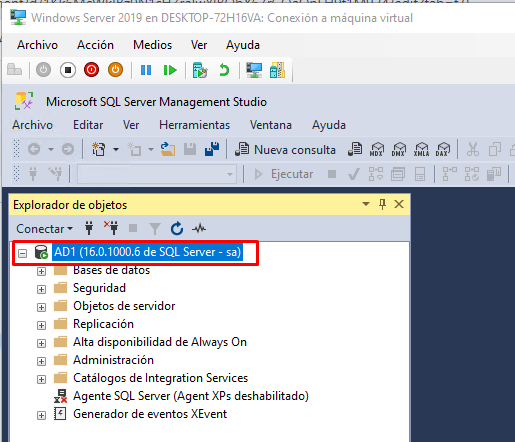 Windows Server 2019 en DESKTOP-72H16VA: Conexión a máquina virtual
Archivo Acción Medios Ver Ayuda
Microsoft SQL Server Management Studio
Archivo Editar Ver Herramientas Ventana Ayuda
Nueva consulta MDX DMX XMLA DAX
Ejecutar
Explorador de objetos
Conectar
AD1 (16.0.1000.6 de SQL Server - sa)
Bases de datos
Seguridad
Objetos de servidor
Replicación
Alta disponibilidad de Always On
Administración
Catálogos de Integration Services
Agente SQL Server (Agent XPs deshabilitado)
Generador de eventos XEvent